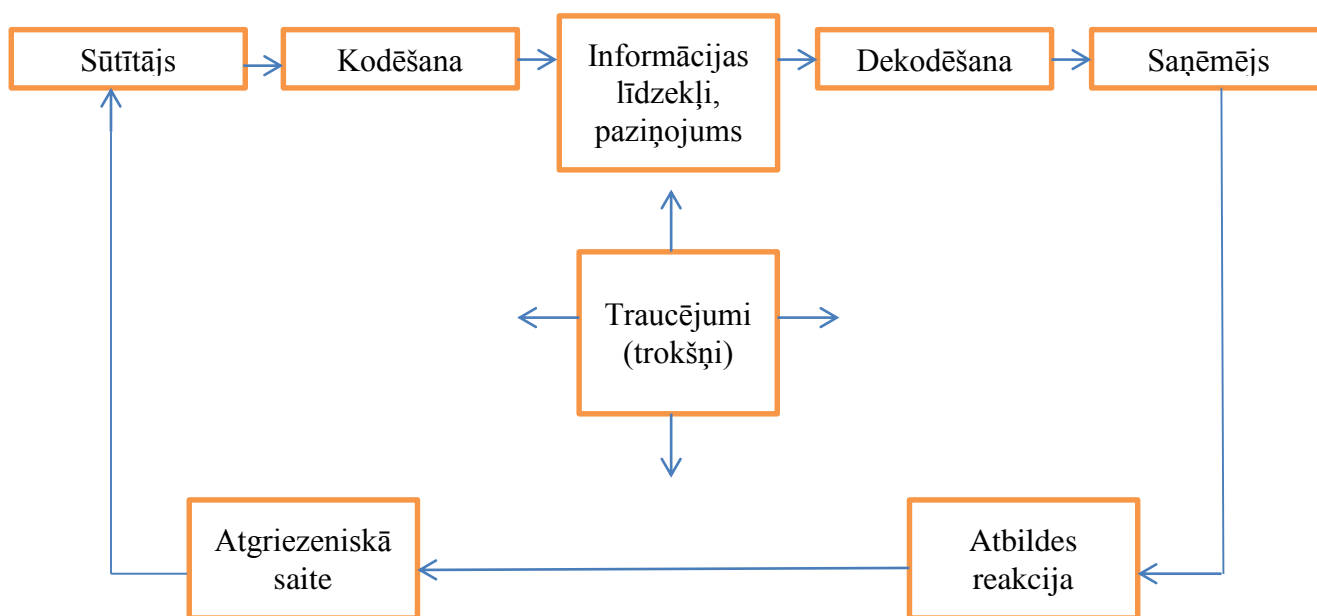 Sūtītājs
Kodēšana
Informācijas
līdzekļi,
paziņojums
Dekodēšana
Saņēmējs
Traucējumi
(trokšņi)
Atgriezeniskā
saite
Atbildes
reakcija